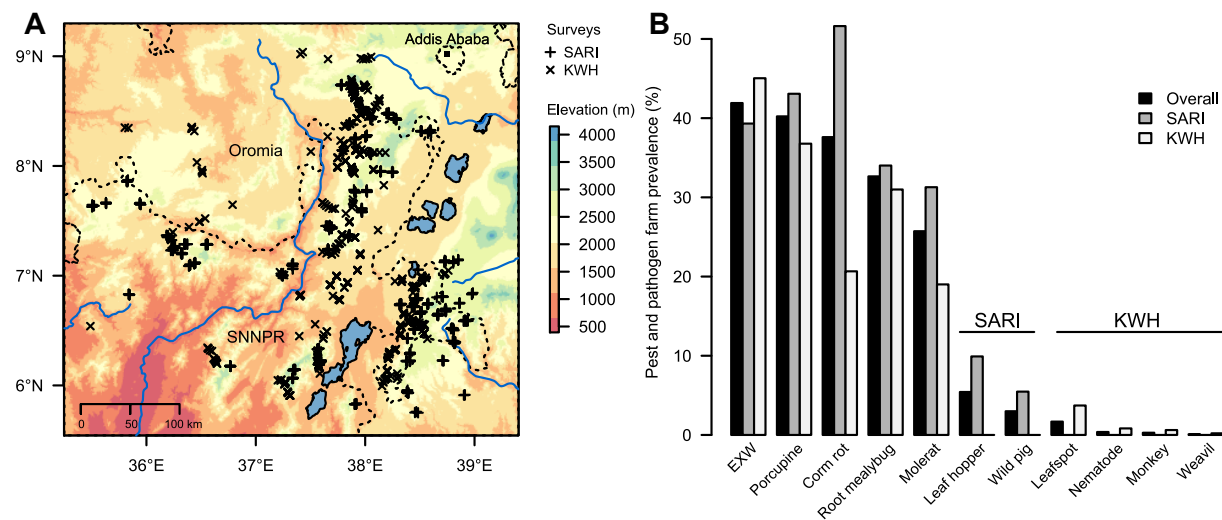 A
9°N
8°N
7°N
6°N
36°E
37°E
38°E
39°E
Addis Ababa
Oromia
SNNPR
0 50 100 km
Surveys
SARI
KWH
Elevation (m)
4000
3500
3000
2500
2000
1500
1000
500
B
Pest and pathogen farm prevalence (%)
50
40
30
20
10
0
Overall
SARI
KWH
SARI
KWH
EXW
Porcupine
Corm rot
Root mealybug
Molerat
Leaf hopper
Wild pig
Leafspot
Nematode
Monkey
Weavil